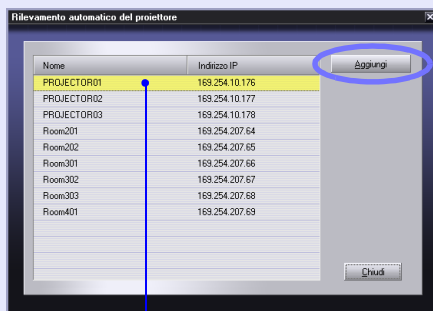 Rilevamento automatico del proiettore
Nome Indirizzo IP Aggiungi
PROJECTOR01 169.254.10.176
PROJECTOR02 169.254.10.177
PROJECTOR03 169.254.10.178
Room201 169.254.207.64
Room202 169.254.207.65
Room301 169.254.207.66
Room302 169.254.207.67
Room303 169.254.207.68
Room401 169.254.207.69
Chiudi